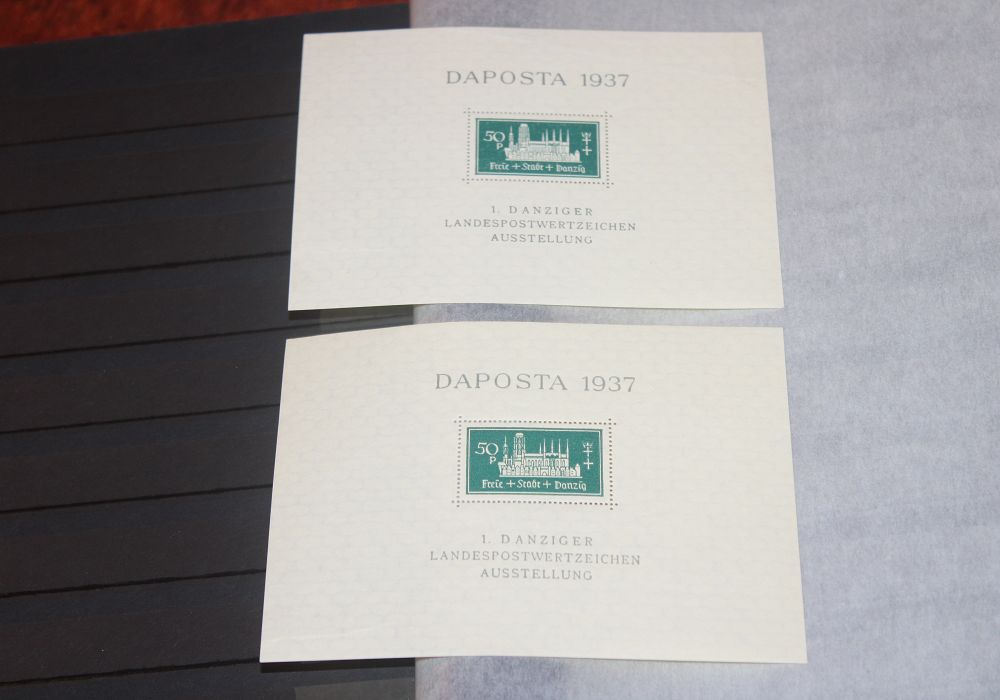 DAPOSTA 1937
50
P
Freie + Stadt + Danzig
1. DANZIGER
LANDESPOSTWERTZEICHEN
AUSSTELLUNG
DAPOSTA 1937
50
P
Freie + Stadt + Danzig
1. DANZIGER
LANDESPOSTWERTZEICHEN
AUSSTELLUNG